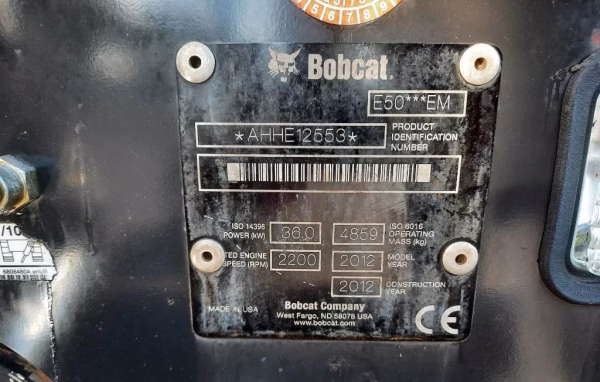 Bobcat.
E50***EM
*AHHE12553*
PRODUCT IDENTIFICATION NUMBER
ISO 14396
POWER (kW)
36.0
4859
ISO 6016
OPERATING MASS (kg)
TED ENGINE SPEED (RPM)
2200
2012
MODEL YEAR
2012
CONSTRUCTION YEAR
MADE IN USA
Bobcat Company
West Fargo, ND 58078 USA
www.bobcat.com
CE
/10